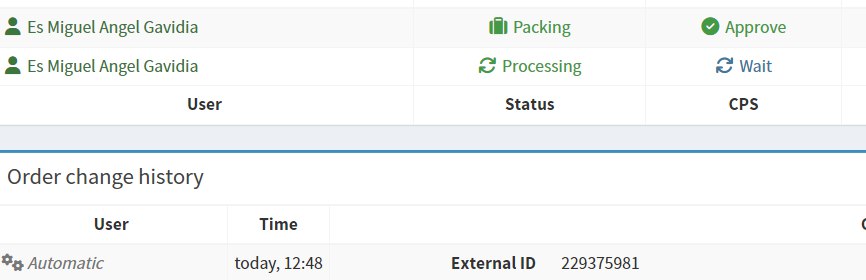 Es Miguel Angel Gavidia Packing Approve
Es Miguel Angel Gavidia Processing Wait
User Status CPS
Order change history
User Time
Automatic today, 12:48 External ID 229375981